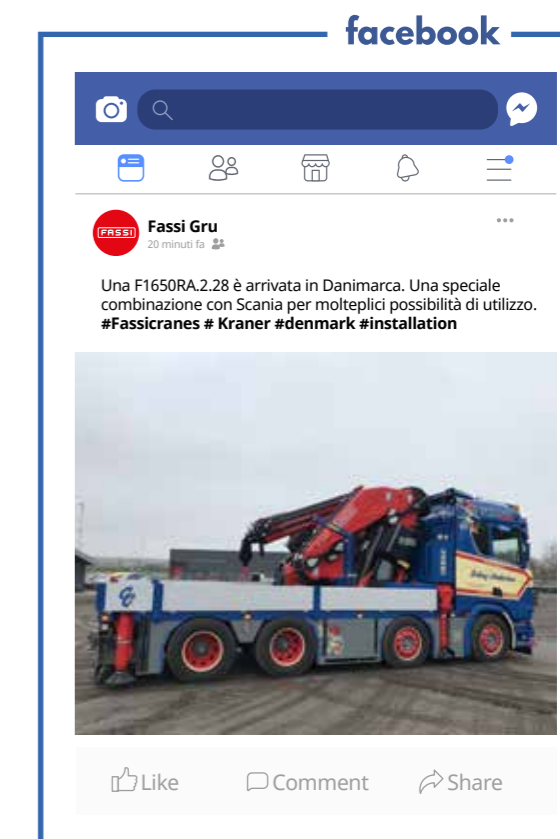 facebook
FASSI
Fassi Gru
20 minuti fa
Una F1650RA.2.28 è arrivata in Danimarca. Una speciale
combinazione con Scania per molteplici possibilità di utilizzo.
#Fassicranes # Kraner #denmark #installation
Like Comment Share